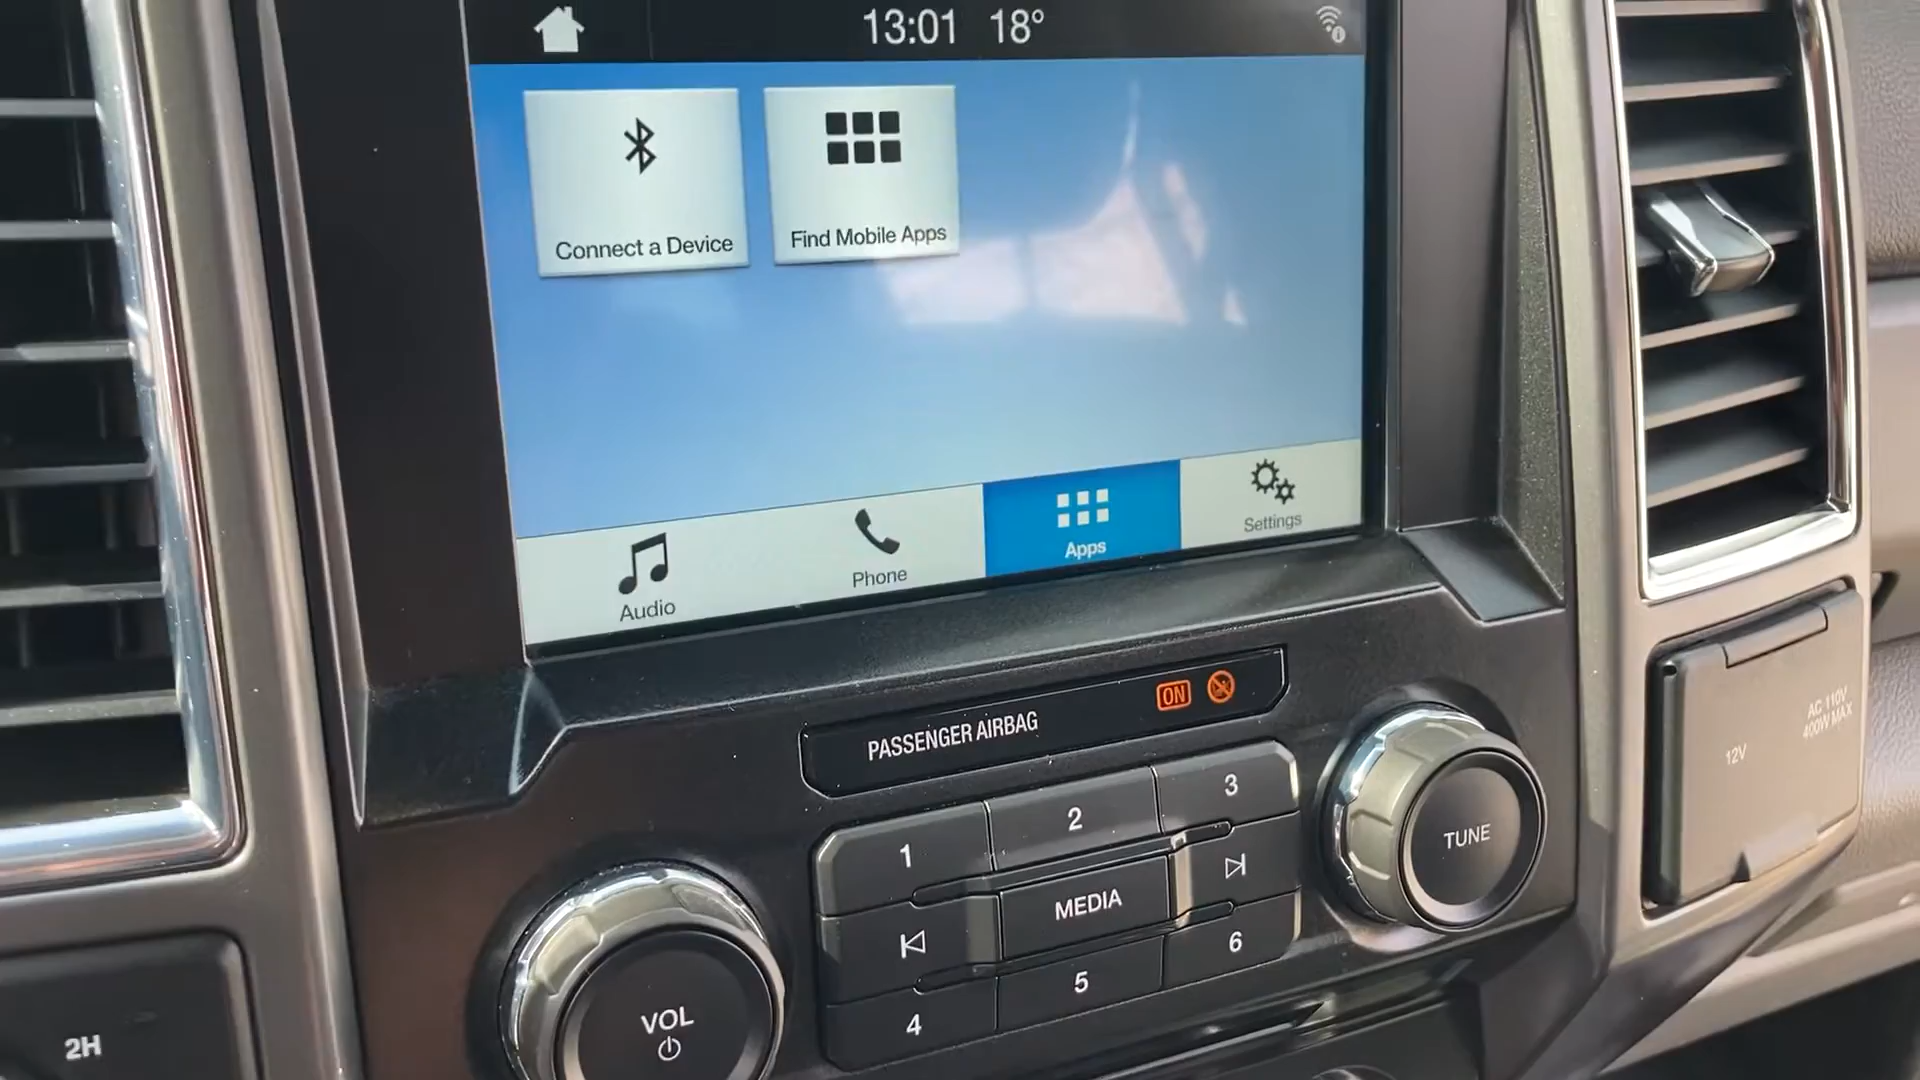 13:01 18°
Connect a Device
Find Mobile Apps
Audio
Phone
Apps
Settings
PASSENGER AIRBAG
ON
1
2
3
MEDIA
4
5
6
VOL
TUNE
2H
12V
AC 110V
400W MAX